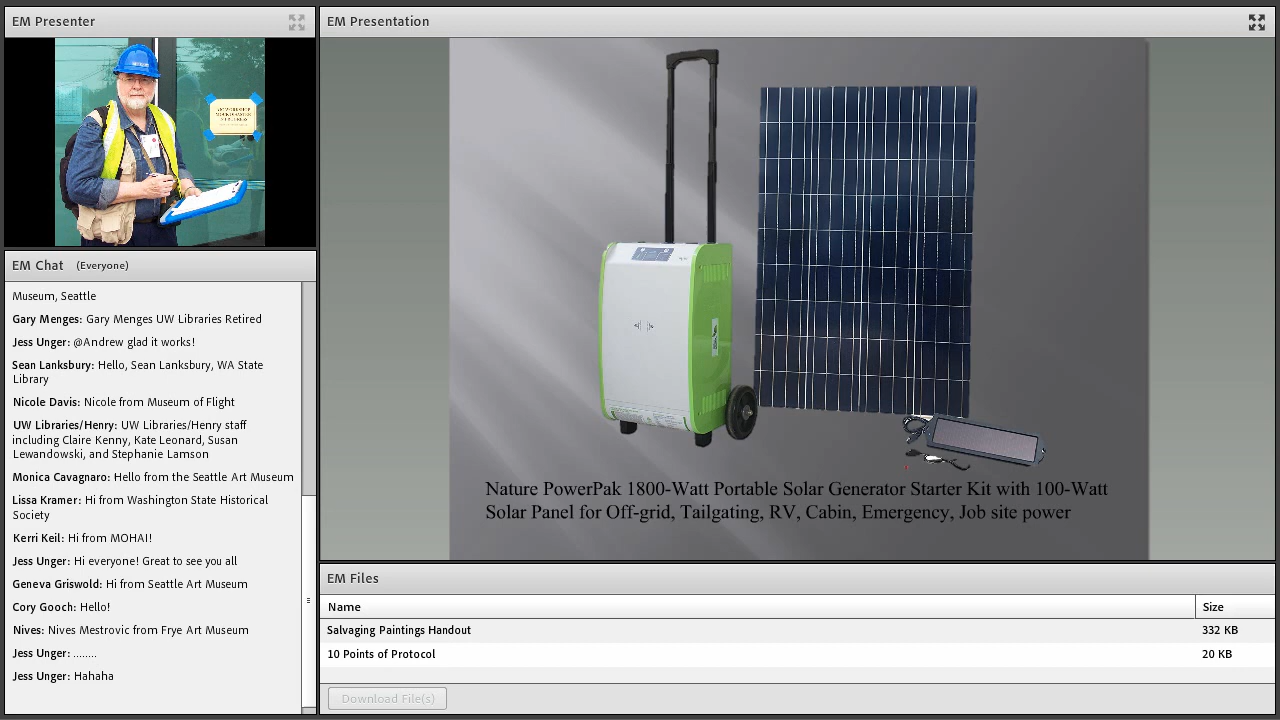 EM Presenter
EM Chat (Everyone)
Museum, Seattle
Gary Menges: Gary Menges UW Libraries Retired
Jess Unger: @Andrew glad it works!
Sean Lanksbury: Hello, Sean Lanksbury, WA State
Library
Nicole Davis: Nicole from Museum of Flight
UW Libraries/Henry: UW Libraries/Henry staff
including Claire Kenny, Kate Leonard, Susan
Lewandowski, and Stephanie Lamson
Monica Cavagnaro: Hello from the Seattle Art Museum
Lissa Kramer: Hi from Washington State Historical
Society
Kerri Keil: Hi from MOHAI!
Jess Unger: Hi everyone! Great to see you all
Geneva Griswold: Hi from Seattle Art Museum
Cory Gooch: Hello!
Nives: Nives Mestrovic from Frye Art Museum
Jess Unger: ........
Jess Unger: Hahaha
EM Presentation
Nature PowerPak 1800-Watt Portable Solar Generator Starter Kit with 100-Watt
Solar Panel for Off-grid, Tailgating, RV, Cabin, Emergency, Job site power
EM Files
Name Size
Salvaging Paintings Handout 332 KB
10 Points of Protocol 20 KB
Download File(s)